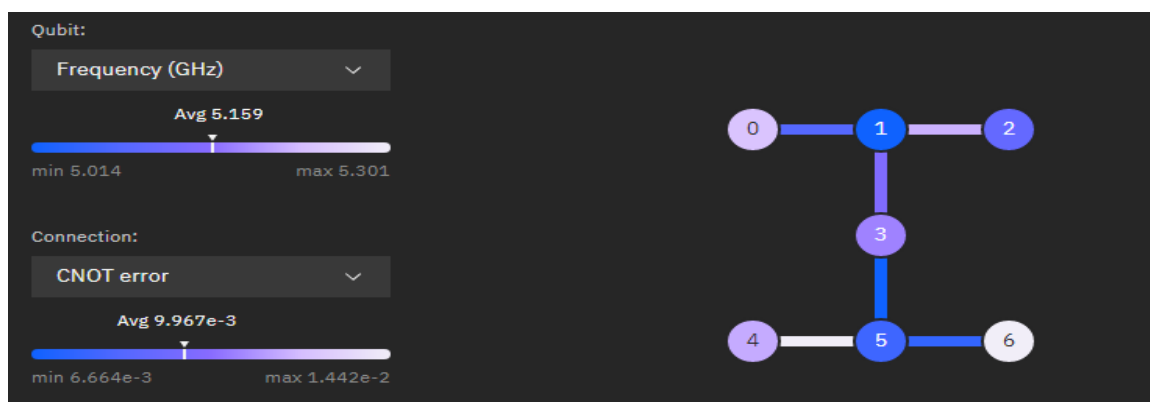 Qubit:
Frequency (GHz)
Avg 5.159
min 5.014 max 5.301
Connection:
CNOT error
Avg 9.967e-3
min 6.664e-3 max 1.442e-2
0 1 2
3
4 5 6